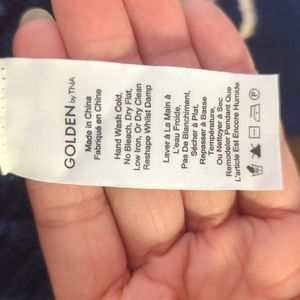 GOLDEN by TNA
Made in China
Fabriqué en Chine
Hand Wash Cold,
No Bleach, Dry Flat,
Low Iron, Or Dry Clean
Reshape Whilst Damp
Laver à La Main à
L'eau Froide,
Pas De Blanchiment,
Sécher à Plat,
Repasser à Basse
Température,
Ou Nettoyer à Sec
Remodeler Pendant Que
L'article Est Encore Humide